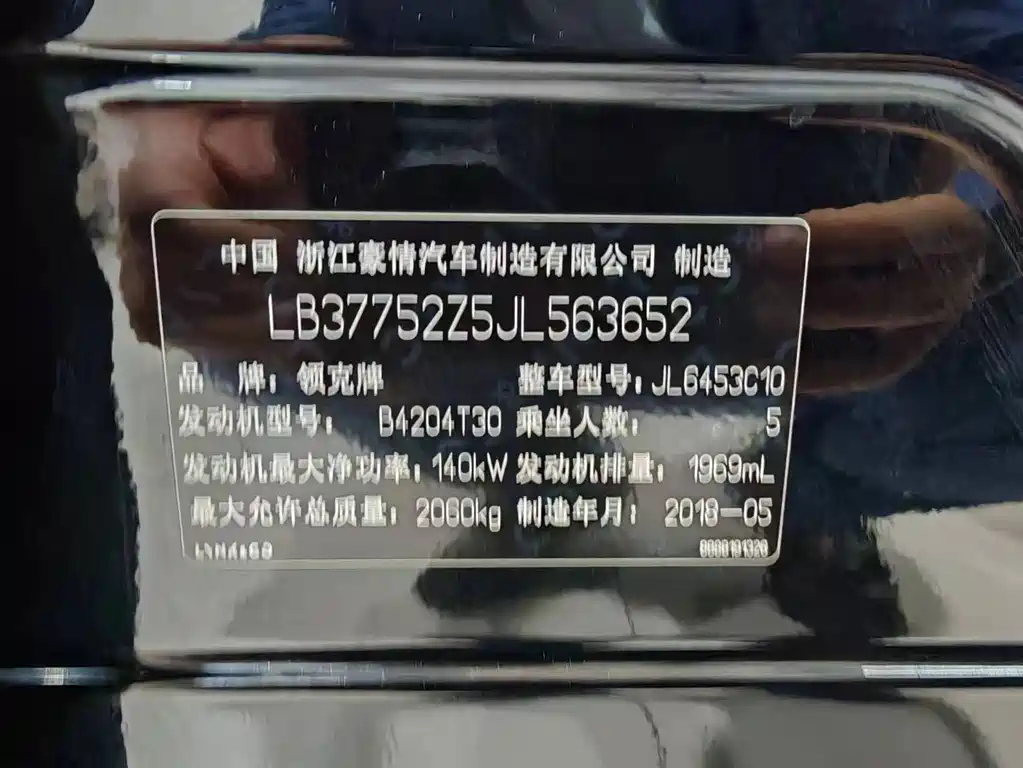 中国 浙江豪情汽车制造有限公司 制造
LB37752Z5JL563652
品 牌：领克牌 整车型号：JL6453C10
发动机型号： B4204T30 乘坐人数： 5
发动机最大净功率：140kW 发动机排量： 1969mL
最大允许总质量：2060kg 制造年月： 2018-05